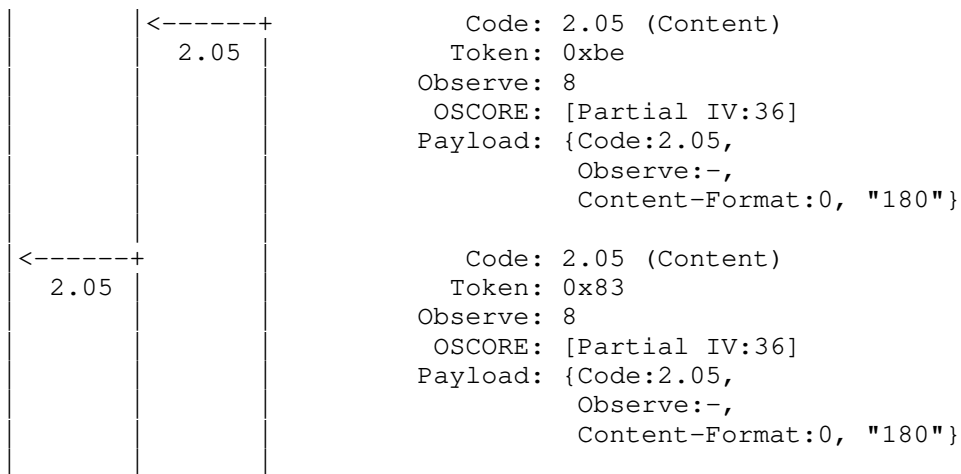 |       |<------+            Code: 2.05 (Content)
|       | 2.05  |           Token: 0xbe
|       |       |         Observe: 8
|       |       |          OSCORE: [Partial IV:36]
|       |       |         Payload: {Code:2.05,
|       |       |                   Observe:-,
|       |       |                   Content-Format:0, "180"}
|       |       |
|<------+       |            Code: 2.05 (Content)
| 2.05  |       |           Token: 0x83
|       |       |         Observe: 8
|       |       |          OSCORE: [Partial IV:36]
|       |       |         Payload: {Code:2.05,
|       |       |                   Observe:-,
|       |       |                   Content-Format:0, "180"}
|       |       |